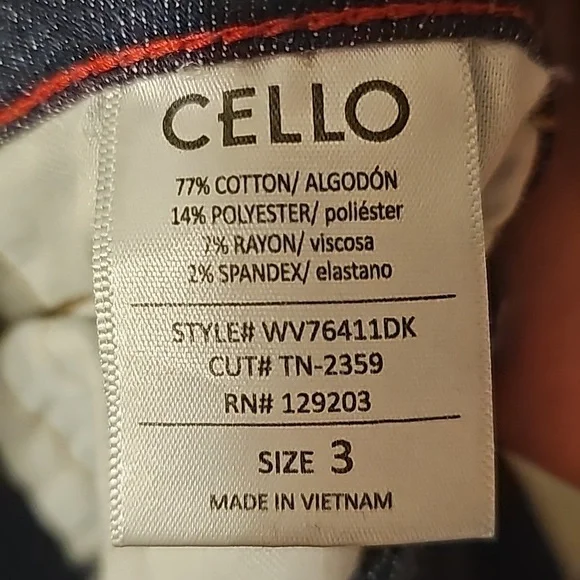 CELLO
77% COTTON/ ALGODÓN
14% POLYESTER/ poliéster
7% RAYON/ viscosa
2% SPANDEX/ elastano
STYLE# WV76411DK
CUT# TN-2359
RN# 129203
SIZE 3
MADE IN VIETNAM